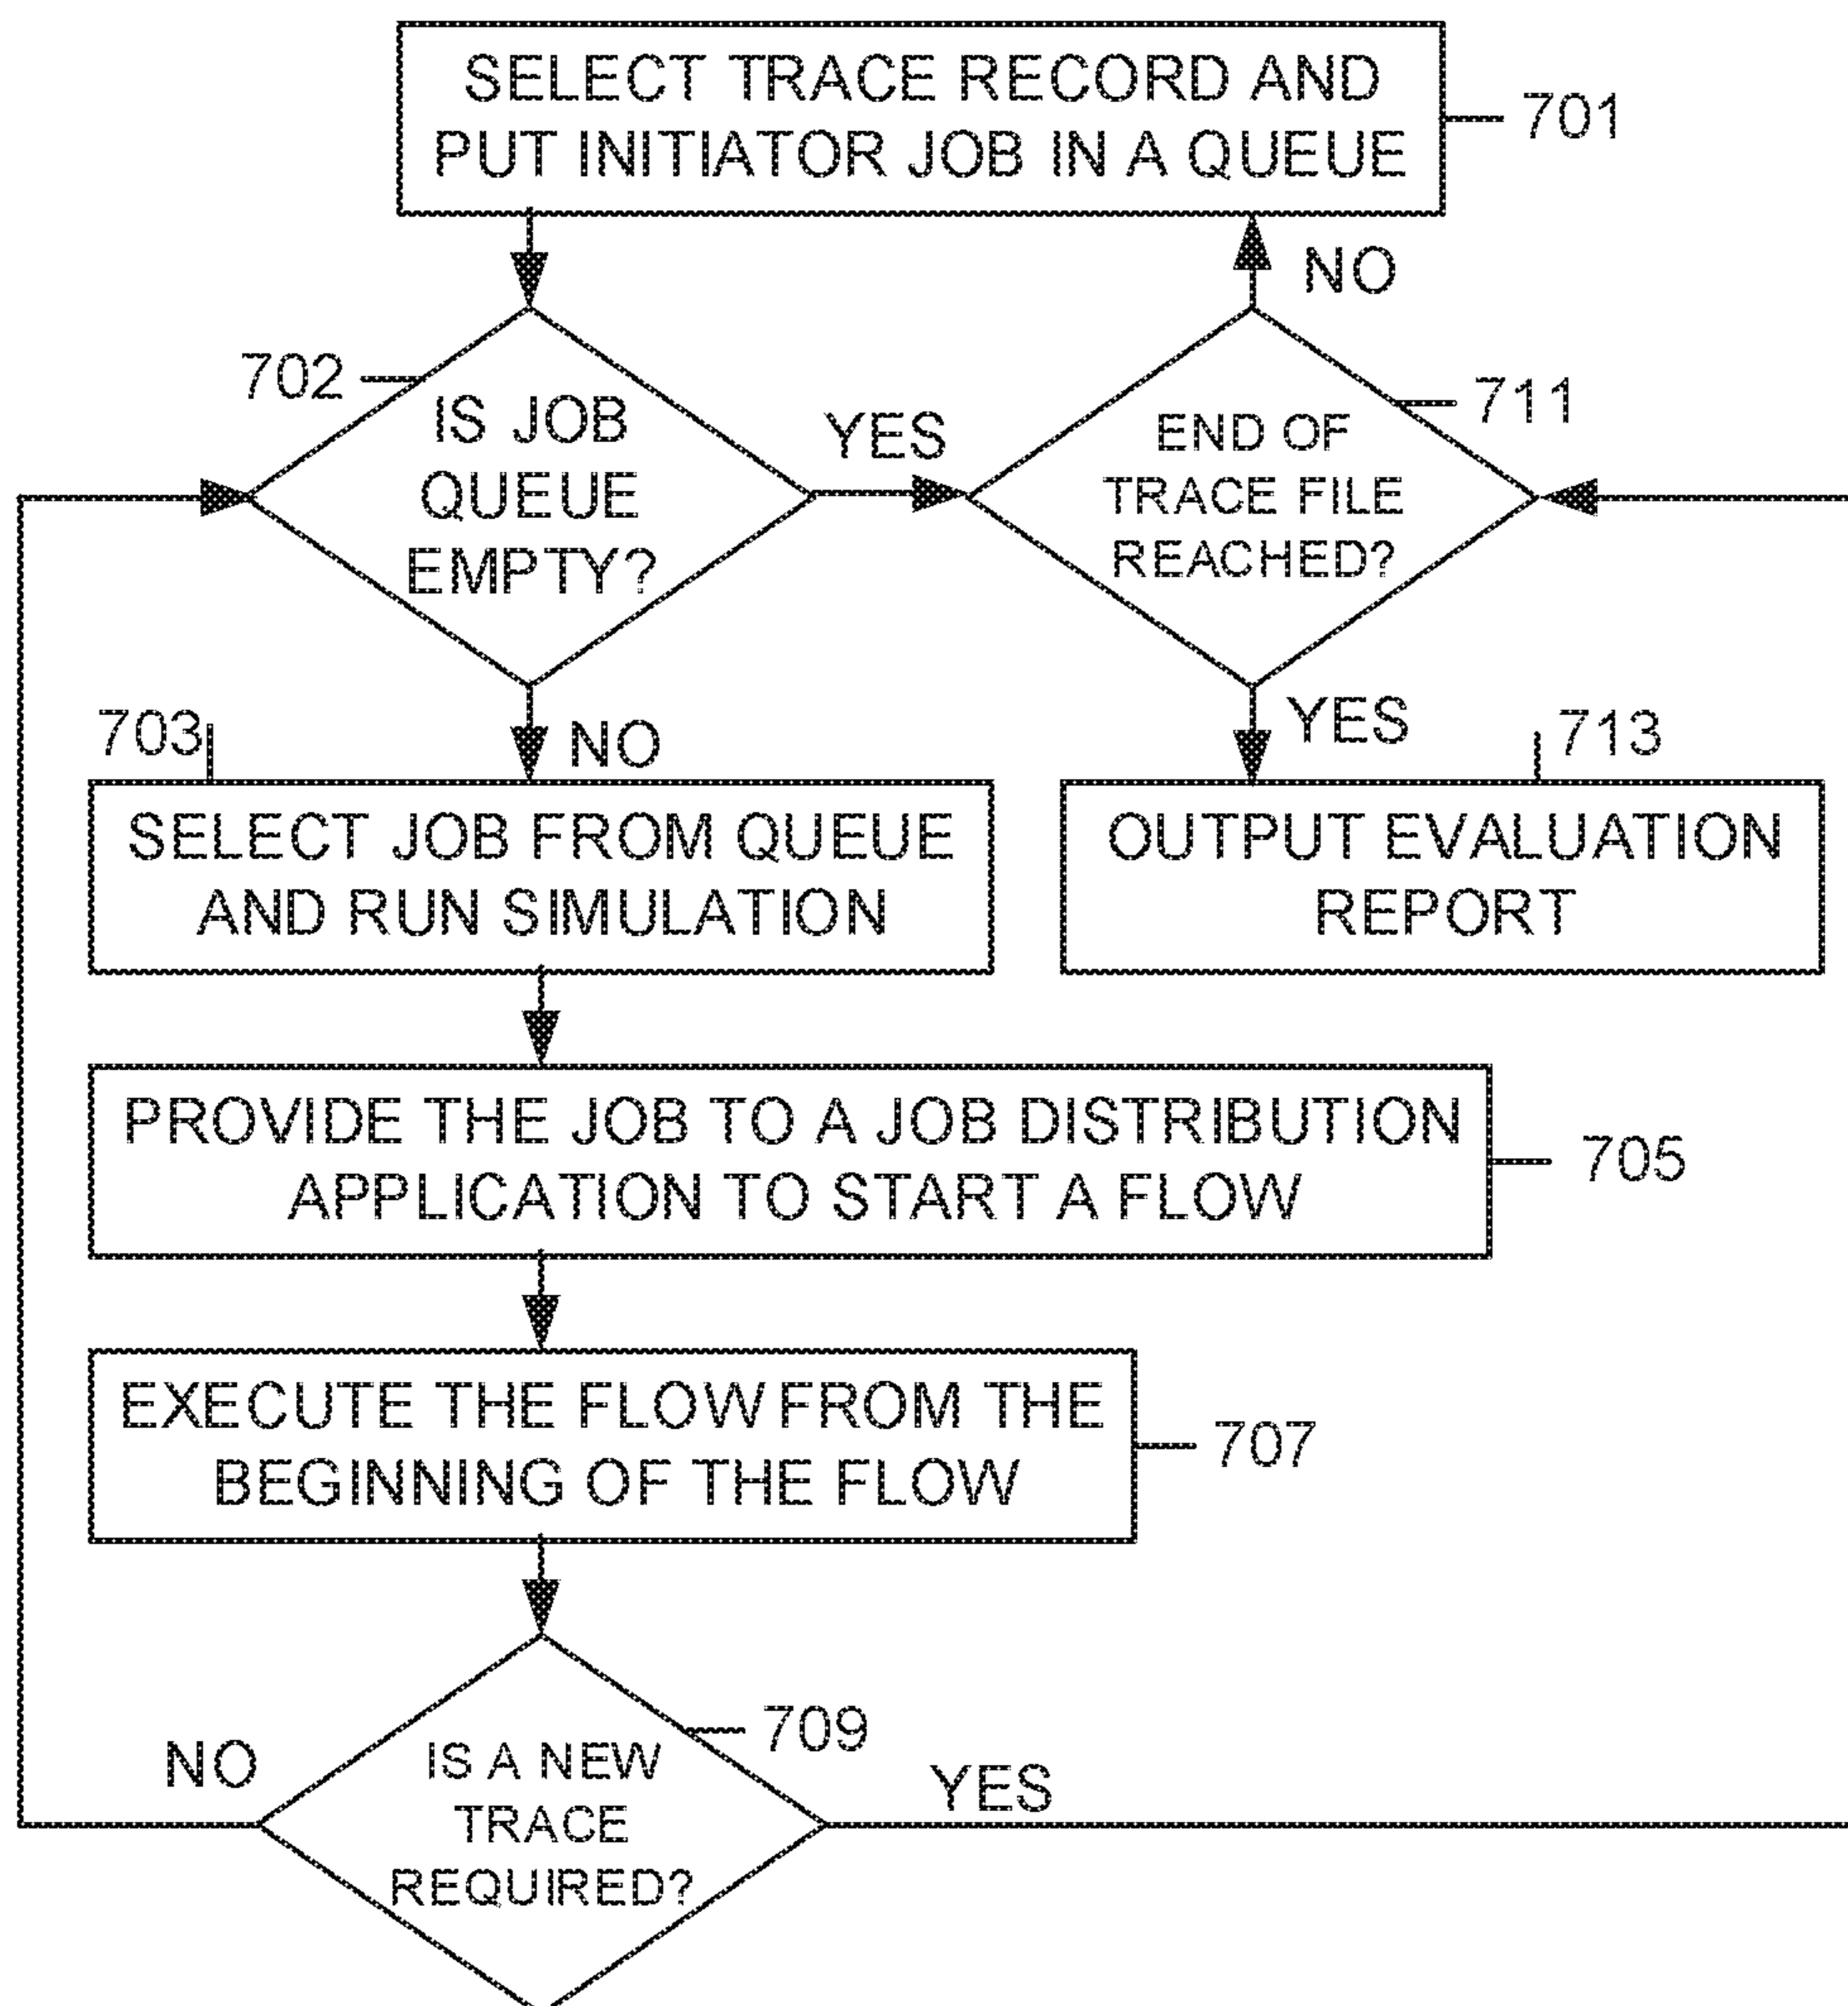 SELECT TRACE RECORD AND
PUT INITIATOR JOB IN A QUEUE
701
NO
702
IS JOB
QUEUE
EMPTY?
YES
END OF
TRACE FILE
REACHED?
711
703
NO
YES
713
SELECT JOB FROM QUEUE
AND RUN SIMULATION
OUTPUT EVALUATION
REPORT
PROVIDE THE JOB TO A JOB DISTRIBUTION
APPLICATION TO START A FLOW
705
EXECUTE THE FLOW FROM THE
BEGINNING OF THE FLOW
707
709
NO
IS A NEW
TRACE
REQUIRED?
YES